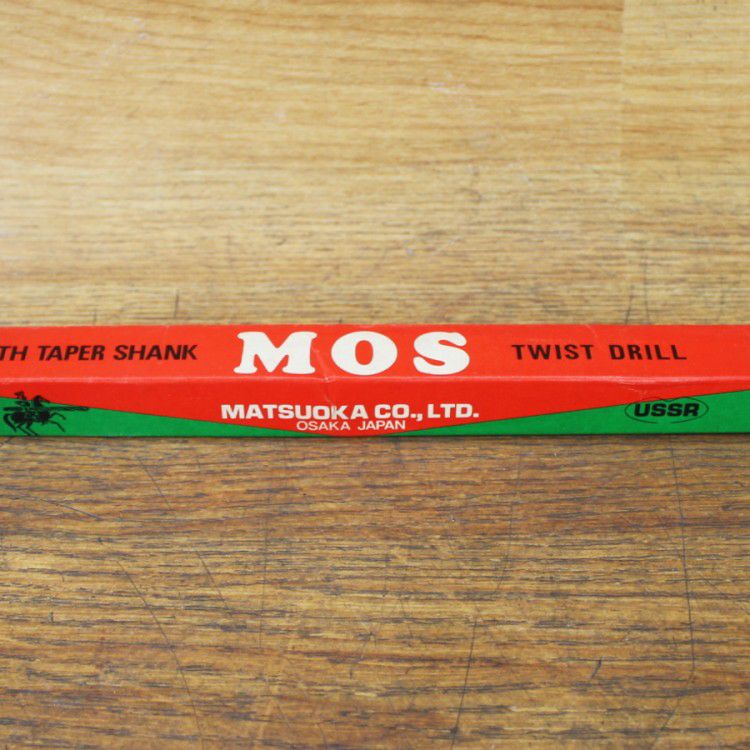 TH TAPER SHANK MOS TWIST DRILL
MATSUOKA CO., LTD.
OSAKA JAPAN
USSR